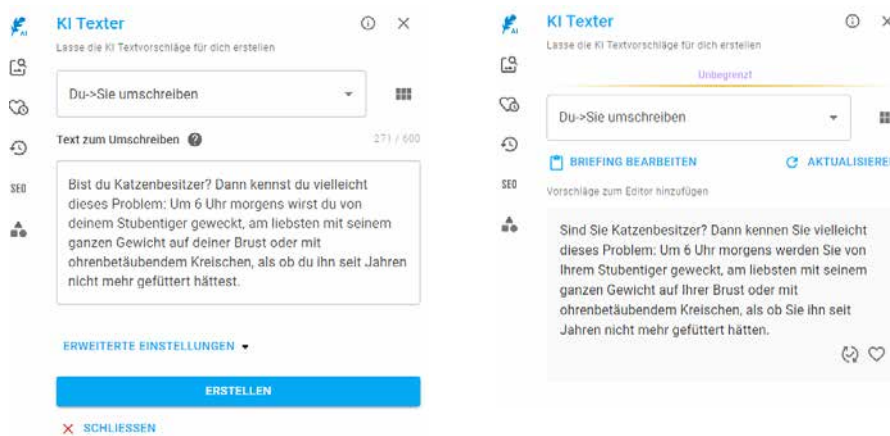 KI Texter
Lasse die KI Textvorschläge für dich erstellen
Du->Sie umschreiben
Text zum Umschreiben
271 / 600
Bist du Katzenbesitzer? Dann kennst du vielleicht
dieses Problem: Um 6 Uhr morgens wirst du von
deinem Stubentiger geweckt, am liebsten mit seinem
ganzen Gewicht auf deiner Brust oder mit
ohrenbetäubendem Kreischen, als ob du ihn seit Jahren
nicht mehr gefüttert hättest.
ERWEITERTE EINSTELLUNGEN
ERSTELLEN
SCHLIESSEN
AI
SEO
KI Texter
Lasse die KI Textvorschläge für dich erstellen
Unbegrenzt
Du->Sie umschreiben
BRIEFING BEARBEITEN
AKTUALISIEREN
Vorschläge zum Editor hinzufügen
Sind Sie Katzenbesitzer? Dann kennen Sie vielleicht
dieses Problem: Um 6 Uhr morgens werden Sie von
Ihrem Stubentiger geweckt, am liebsten mit seinem
ganzen Gewicht auf Ihrer Brust oder mit
ohrenbetäubendem Kreischen, als ob Sie ihn seit
Jahren nicht mehr gefüttert hätten.
AI
SEO